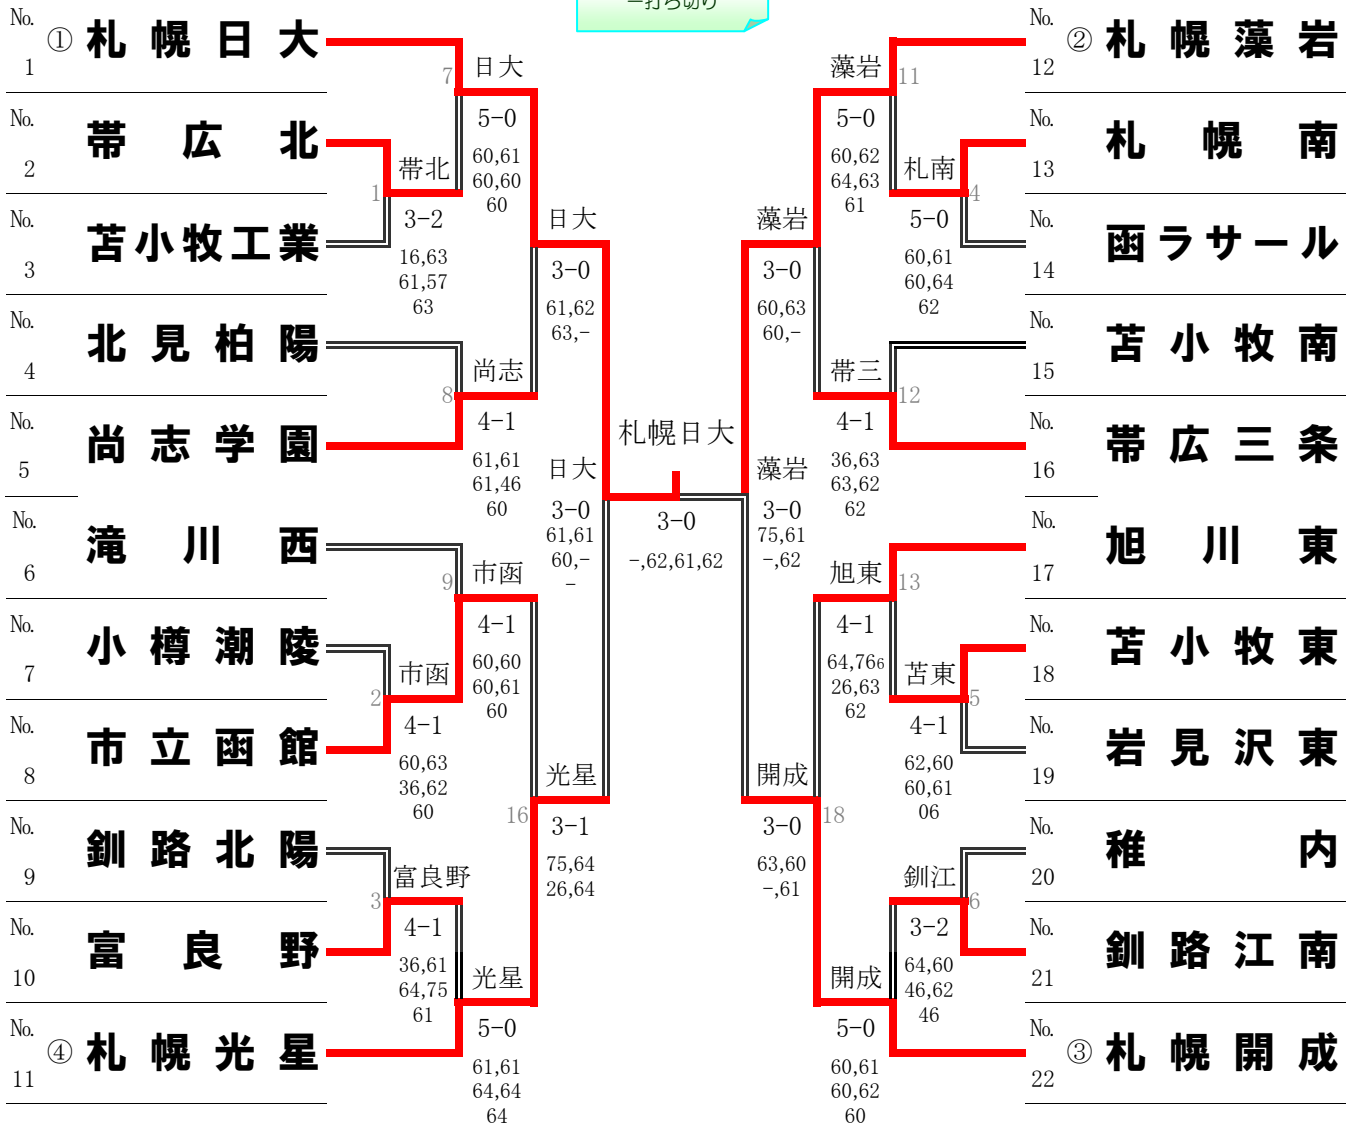 －打ち切り
No.
1
① 札幌日大
No.
2
帯広北
No.
3
苫小牧工業
No.
4
北見柏陽
No.
5
尚志学園
No.
6
滝川西
No.
7
小樽潮陵
No.
8
市立函館
No.
9
釧路北陽
No.
10
富良野
No.
11
④ 札幌光星
1
帯北
3-2
16,63
61,57
63
2
市函
4-1
60,63
36,62
60
3
富良野
4-1
36,61
64,75
61
7
日大
5-0
60,61
60,60
60
8
尚志
4-1
61,61
61,46
60
9
市函
4-1
60,60
60,61
60
光星
5-0
61,61
64,64
64
日大
3-0
61,62
63,-
16
光星
3-1
75,64
26,64
日大
3-0
61,61
60,-
-
札幌日大
3-0
-,62,61,62
藻岩
3-0
75,61
-,62
藻岩
3-0
60,63
60,-
18
開成
3-0
63,60
-,61
11
藻岩
5-0
60,62
64,63
61
12
帯三
4-1
36,63
63,62
62
13
旭東
4-1
64,766
26,63
62
開成
5-0
60,61
60,62
60
4
札南
5-0
60,61
60,64
62
5
苫東
4-1
62,60
60,61
06
6
釧江
3-2
64,60
46,62
46
No.
12
② 札幌藻岩
No.
13
札幌南
No.
14
函ラサール
No.
15
苫小牧南
No.
16
帯広三条
No.
17
旭川東
No.
18
苫小牧東
No.
19
岩見沢東
No.
20
稚内
No.
21
釧路江南
No.
22
③ 札幌開成